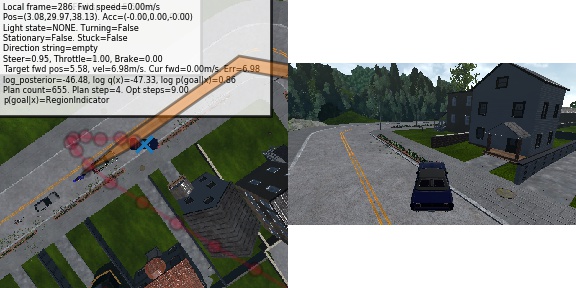 Local frame=286. Fwd.speed=0.00m/s
Pos=(3.08,29.97,38.13). Acc=(-0.00,0.00,-0.00)
Light state=NONE. Turning=False
Stationary=False. Stuck=False
Direction string=empty
Steer=0.95, Throttle=1.00, Brake=0.00
Target fwd pos=5.58, vel=6.98m/s. Cur fwd=0.00m/s. Err=6.98
log_posterior=-46.48, log q(x)=-47.33, log p(goal|x)=0.86
Plan count=655. Plan step=4. Opt steps=9.00
p(goal|x)=RegionIndicator